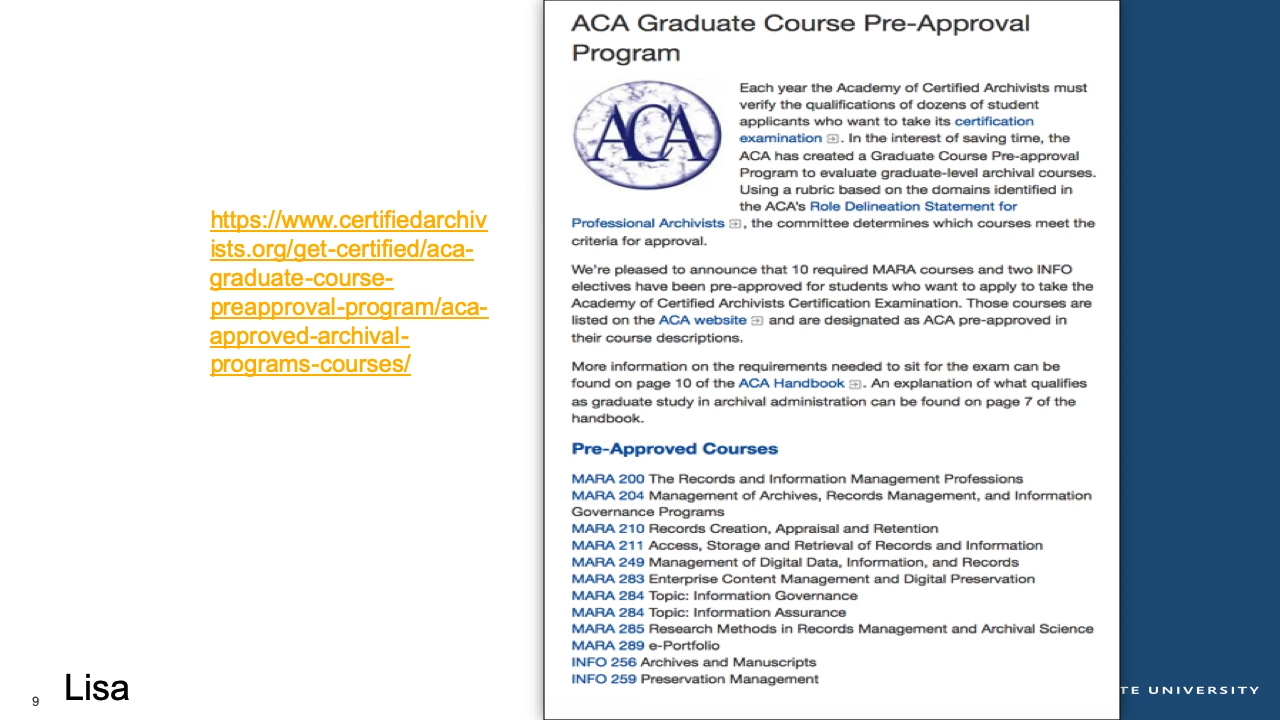 https://www.certifiedarchiv
ists.org/get-certified/aca-
graduate-course-
preapproval-program/aca-
approved-archival-
programs-courses/
ACA Graduate Course Pre-Approval
Program
ACA
Each year the Academy of Certified Archivists must
verify the qualifications of dozens of student
applicants who want to take its certification
examination. In the interest of saving time, the
ACA has created a Graduate Course Pre-approval
Program to evaluate graduate-level archival courses.
Using a rubric based on the domains identified in
the ACA's Role Delineation Statement for
Professional Archivists, the committee determines which courses meet the
criteria for approval.
We're pleased to announce that 10 required MARA courses and two INFO
electives have been pre-approved for students who want to apply to take the
Academy of Certified Archivists Certification Examination. Those courses are
listed on the ACA website and are designated as ACA pre-approved in
their course descriptions.
More information on the requirements needed to sit for the exam can be
found on page 10 of the ACA Handbook. An explanation of what qualifies
as graduate study in archival administration can be found on page 7 of the
handbook.
Pre-Approved Courses
MARA 200 The Records and Information Management Professions
MARA 204 Management of Archives, Records Management, and Information
Governance Programs
MARA 210 Records Creation, Appraisal and Retention
MARA 211 Access, Storage and Retrieval of Records and Information
MARA 249 Management of Digital Data, Information, and Records
MARA 283 Enterprise Content Management and Digital Preservation
MARA 284 Topic: Information Governance
MARA 284 Topic: Information Assurance
MARA 285 Research Methods in Records Management and Archival Science
MARA 289 e-Portfolio
INFO 256 Archives and Manuscripts
INFO 259 Preservation Management
9
Lisa
TE UNIVERSITY